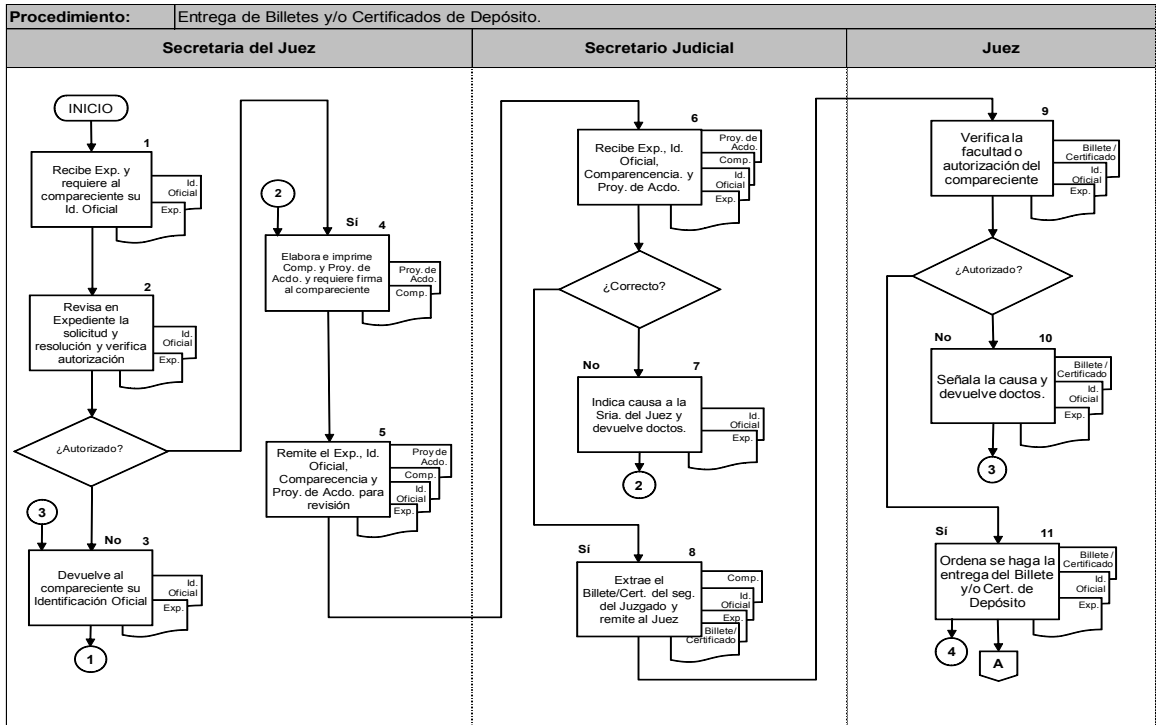 Procedimiento: Entrega de Billetes y/o Certificados de Depósito.
Secretaria del Juez
Secretario Judicial
Juez
INICIO
1
Recibe Exp. y
requiere al
compareciente su
Id. Oficial
Id.
Oficial
Exp.
2
Revisa en
Expediente la
solicitud y
resolución y verifica
autorización
Id.
Oficial
Exp.
¿Autorizado?
3
No
3
Devuelve al
compareciente su
Identificación Oficial
Id.
Oficial
Exp.
1
2
Sí
4
Elabora e imprime
Comp. y Proy. de
Acdo. y requiere firma
al compareciente
Proy. de
Acdo.
Comp.
5
Remite el Exp., Id.
Oficial,
Comparecencia y
Proy. de Acdo. para
revisión
Proy de
Acdo.
Comp.
Id.
Oficial
Exp.
6
Recibe Exp., Id.
Oficial,
Comparencencia. y
Proy. de Acdo.
Proy. de
Acdo.
Comp.
Id.
Oficial
Exp.
¿Correcto?
No
7
Indica causa a la
Sria. del Juez y
devuelve doctos.
Id.
Oficial
Exp.
2
Sí
8
Extrae el
Billete/Cert. del seg.
del Juzgado y
remite al Juez
Comp.
Id.
Oficial
Exp.
Billete/
Certificado
9
Verifica la
facultad o
autorización del
compareciente
Billete /
Certificado
Id.
Oficial
Exp.
¿Autorizado?
No
10
Señala la causa y
devuelve doctos.
Billete /
Certificado
Id.
Oficial
Exp.
3
Sí
11
Ordena se haga la
entrega del Billete
y/o Cert. de
Depósito
Billete /
Certificado
Id.
Oficial
Exp.
4
A